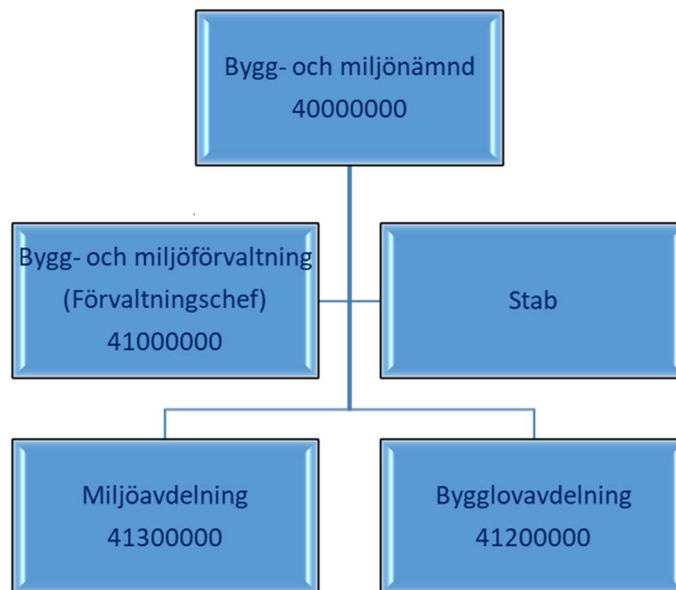 Bygg- och miljönämnd
40000000
Bygg- och miljöförvaltning
(Förvaltningschef)
41000000
Stab
Miljöavdelning
41300000
Bygglovavdelning
41200000